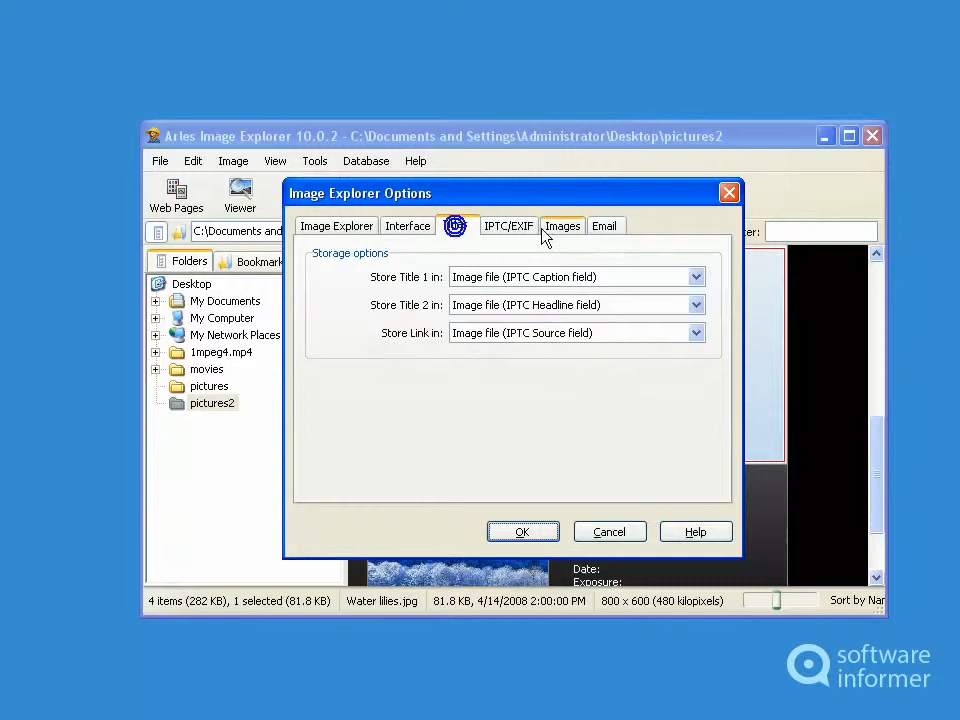 Arles Image Explorer 10.0.2 - C:\Documents and Settings\Administrator\Desktop\pictures2
File Edit Image View Tools Database Help
Web Pages Viewer
Image Explorer Options
C:\Documents and
Image Explorer Interface IPTC/EXIF Images Email
Folders Bookmark
Storage options
Store Title 1 in: Image file (IPTC Caption field)
Store Title 2 in: Image file (IPTC Headline field)
Store Link in: Image file (IPTC Source field)
Desktop
My Documents
My Computer
My Network Places
1mpeg4.mp4
movies
pictures
pictures2
OK Cancel Help
Date:
Exposure:
4 items (282 KB), 1 selected (81.8 KB) Water lilies.jpg 81.8 KB, 4/14/2008 2:00:00 PM 800 x 600 (480 kilopixels) Sort by Nar
software
informer